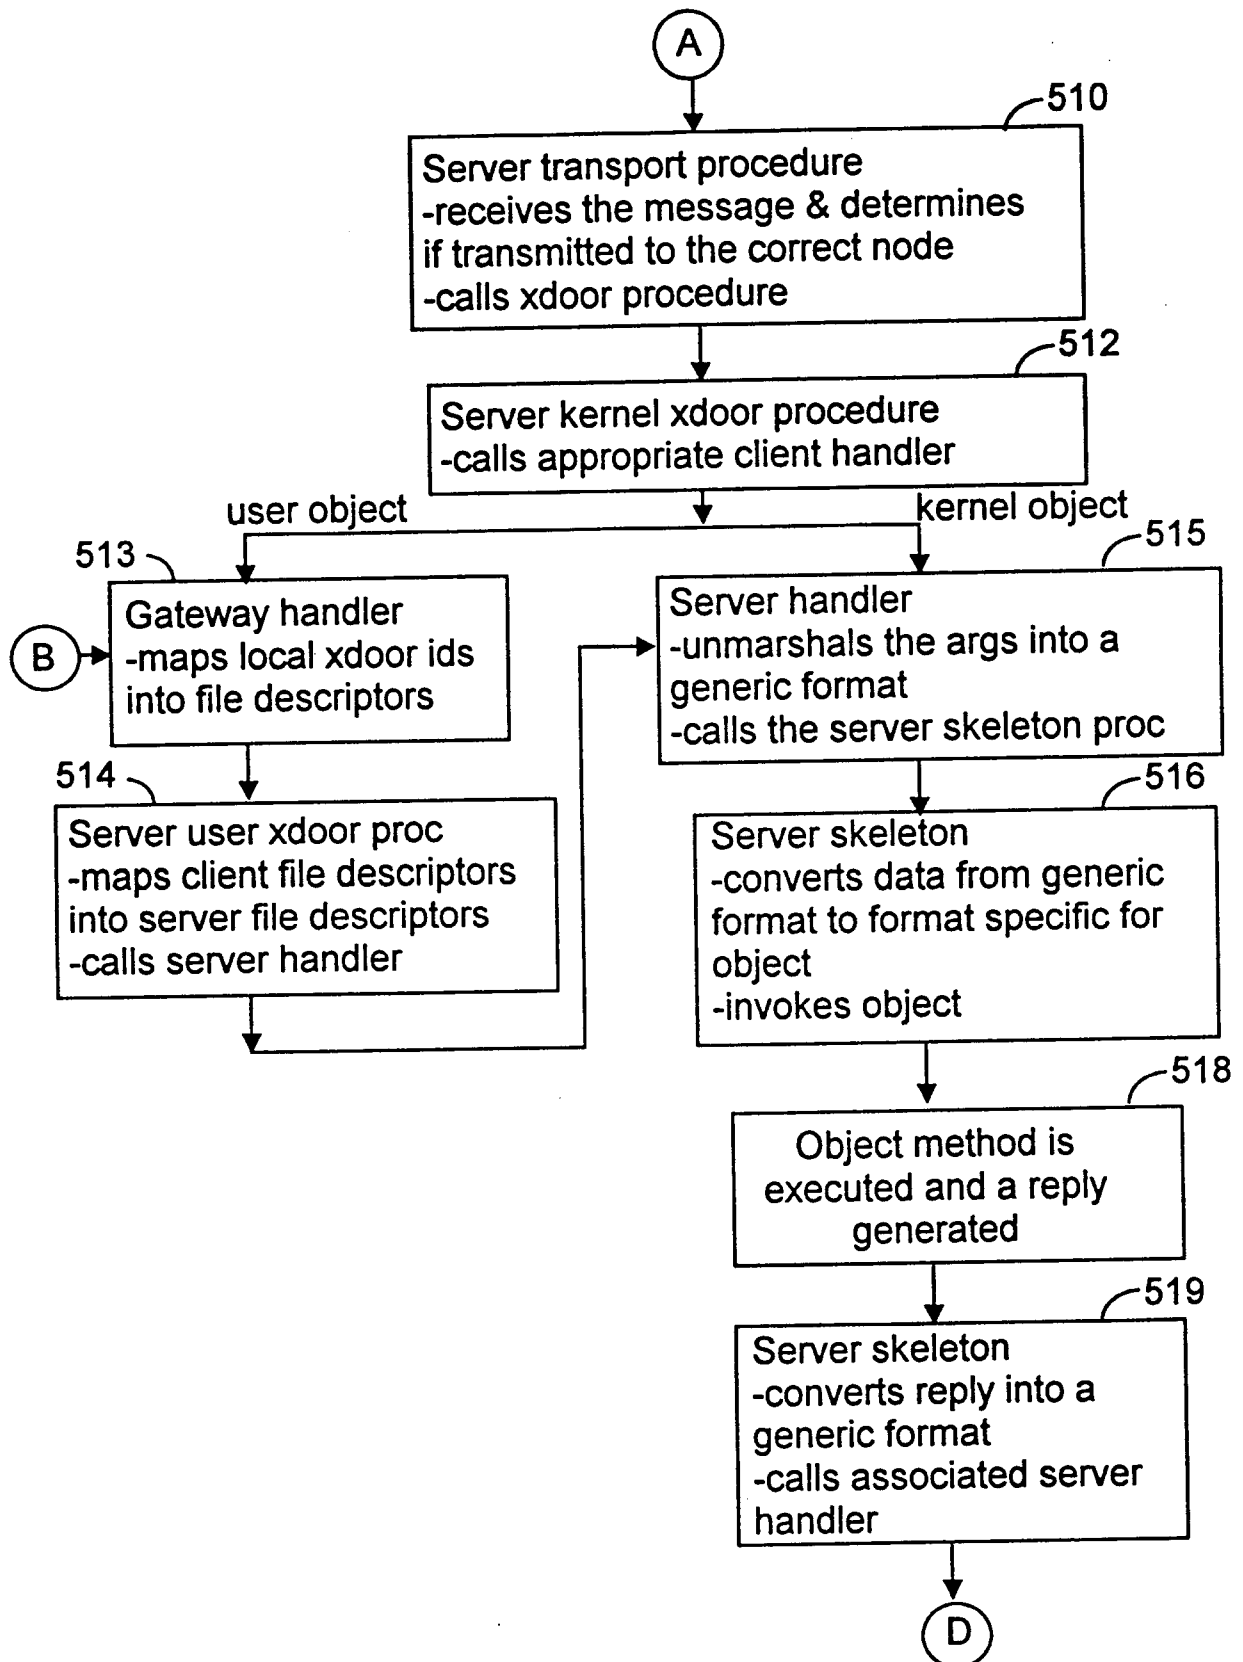 A
510
Server transport procedure
-receives the message & determines
if transmitted to the correct node
-calls xdoor procedure
512
Server kernel xdoor procedure
-calls appropriate client handler
user object
kernel object
513
515
Gateway handler
-maps local xdoor ids
into file descriptors
B
Server handler
-unmarshals the args into a
generic format
-calls the server skeleton proc
514
516
Server user xdoor proc
-maps client file descriptors
into server file descriptors
-calls server handler
Server skeleton
-converts data from generic
format to format specific for
object
-invokes object
518
Object method is
executed and a reply
generated
519
Server skeleton
-converts reply into a
generic format
-calls associated server
handler
D